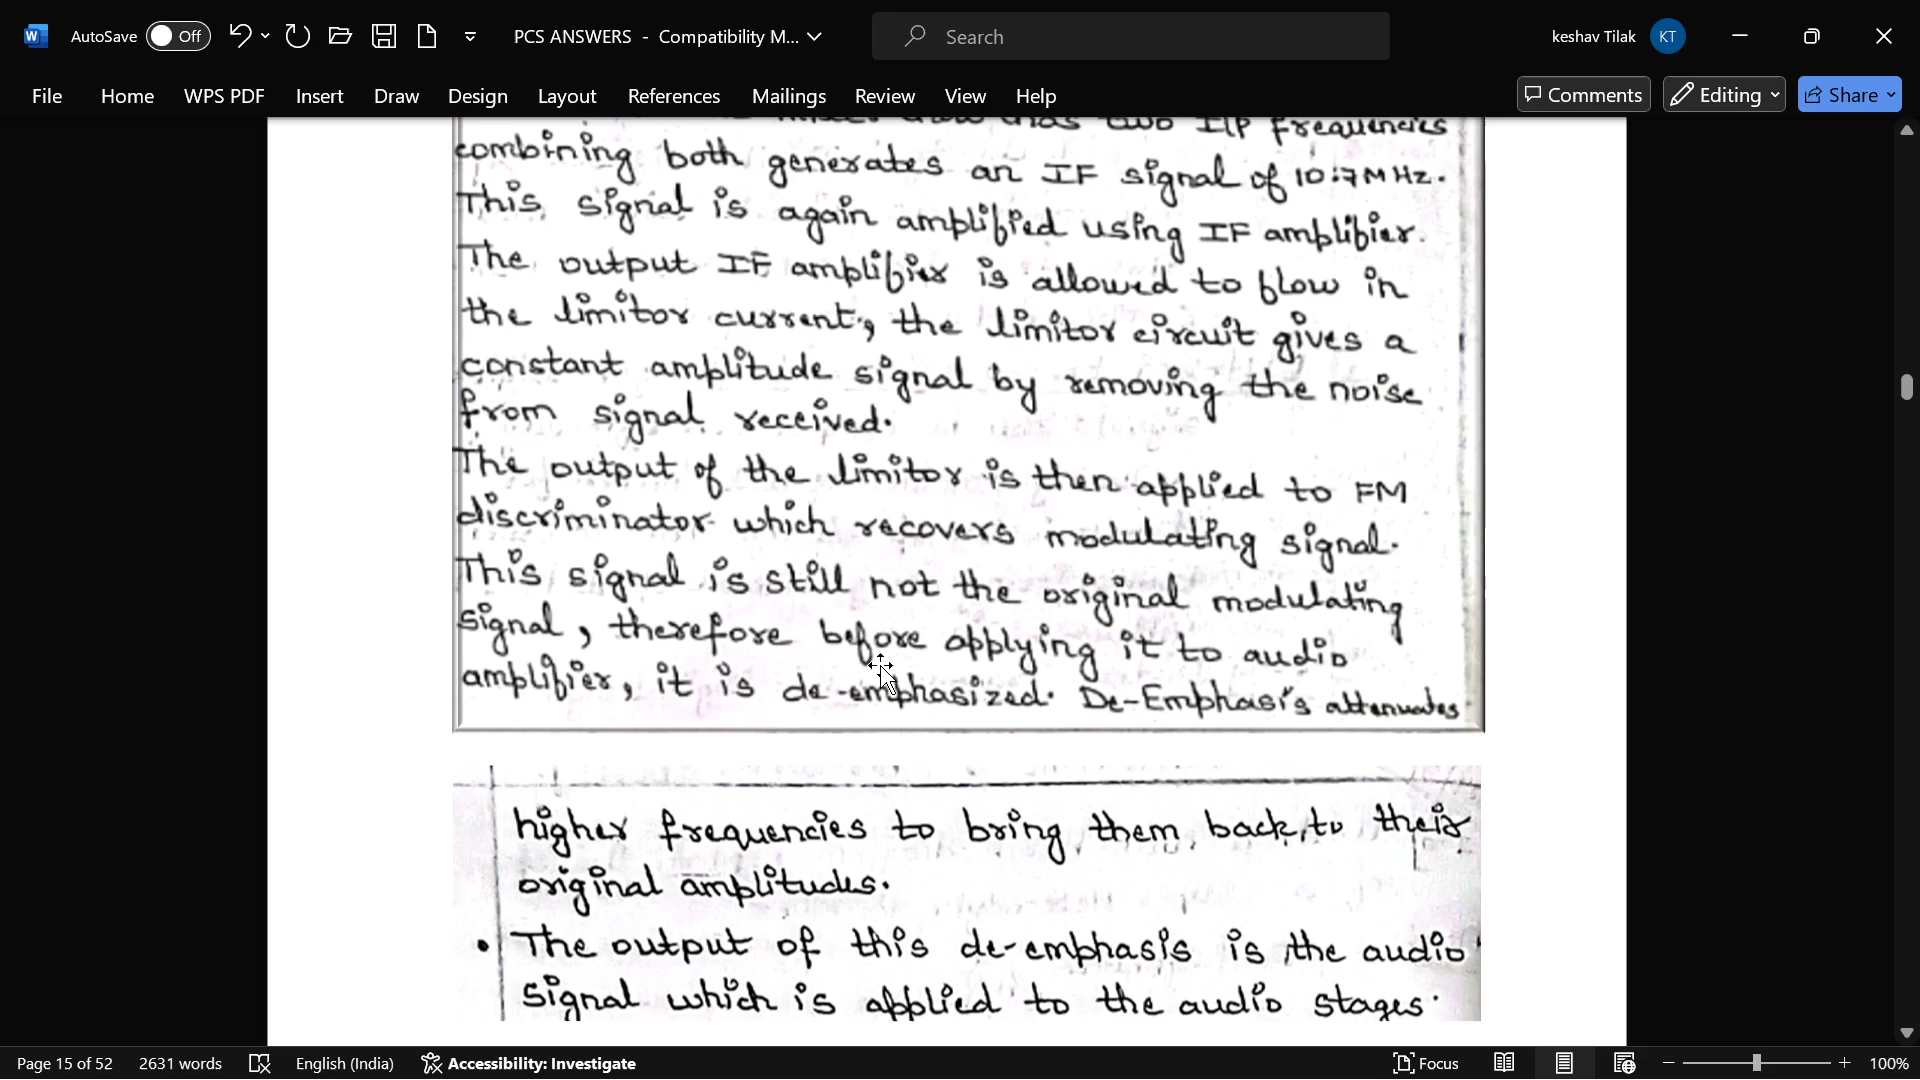 AutoSave Off PCS ANSWERS - Compatibility M... Search keshav Tilak KT
File Home WPS PDF Insert Draw Design Layout References Mailings Review View Help Comments Editing Share
two I/P frequencies
combining both generates an IF signal of 10.7MHz.
This signal is again amplified using IF amplifier.
The output IF amplifier is allowed to flow in
the limitor current, the limitor circuit gives a
constant amplitude signal by removing the noise
from signal received.
The output of the limitor is then applied to FM
discriminator which recovers modulating signal.
This signal is still not the original modulating
signal, therefore before applying it to audio
amplifier, it is de-emphasized. De-Emphasis attenuates
higher frequencies to bring them back to their
original amplitudes.
• The output of this de-emphasis is the audio
signal which is applied to the audio stages.
Page 15 of 52 2631 words English (India) Accessibility: Investigate Focus 100%